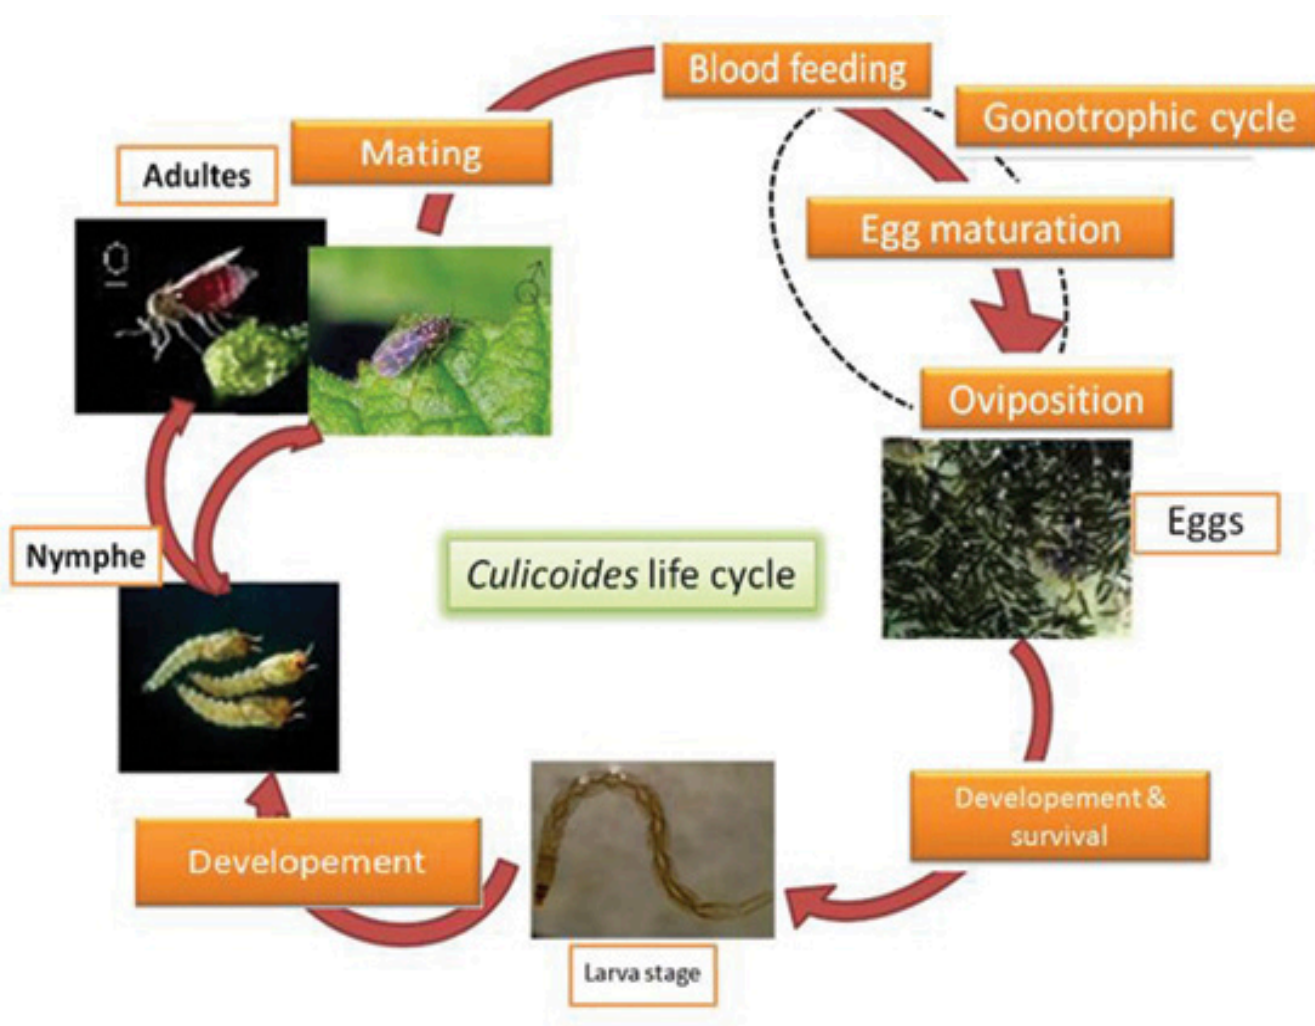 Blood feeding
Gonotrophic cycle
Mating
Adultes
Egg maturation
♂
Oviposition
Eggs
Nymphe
Culicoides life cycle
Developement &
survival
Developement
Larva stage